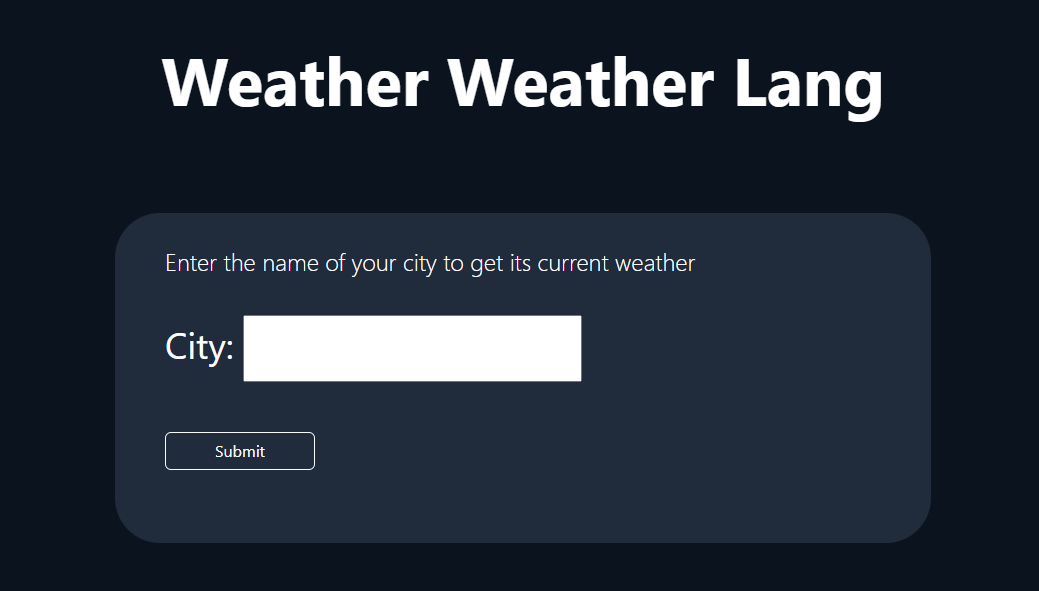 Weather Weather Lang
Enter the name of your city to get its current weather
City:
Submit